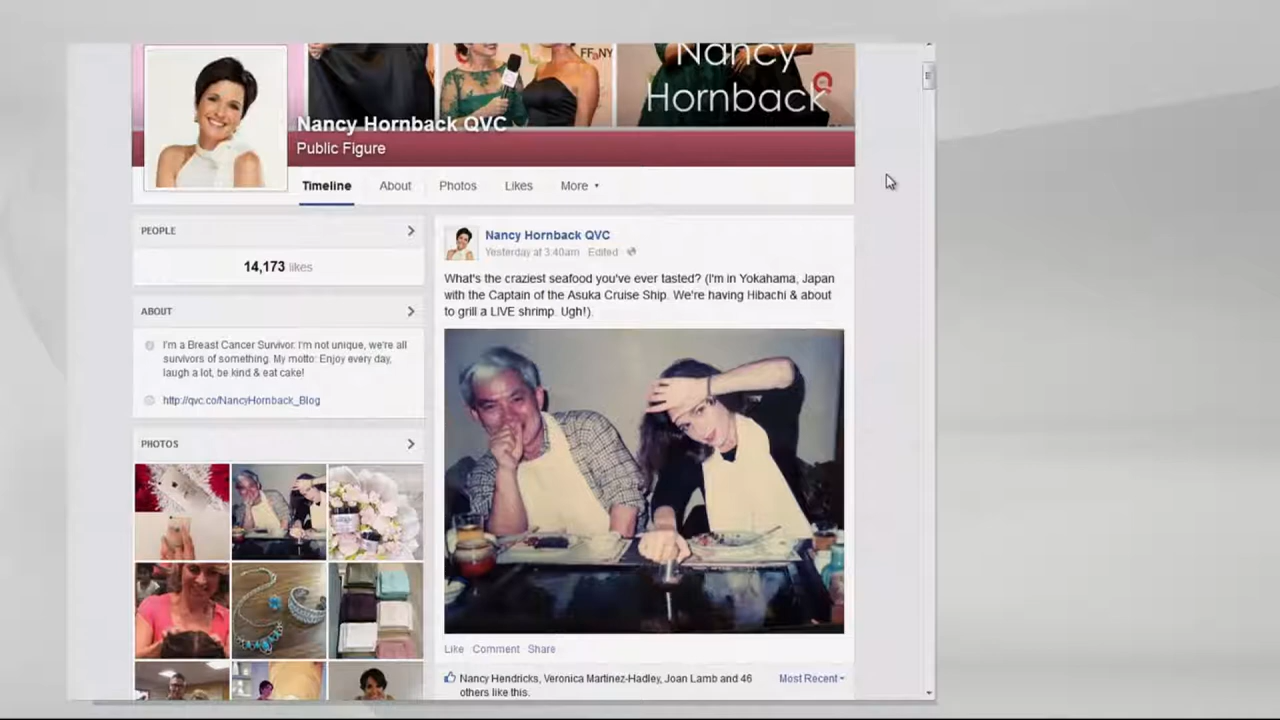 FFANY
Nancy
Hornback
Nancy Hornback QVC
Public Figure
Timeline
About
Photos
Likes
More
PEOPLE
14,173 likes
ABOUT
I'm a Breast Cancer Survivor. I'm not unique, we're all
survivors of something. My motto: Enjoy every day,
laugh a lot, be kind & eat cake!
http://qvc.co/NancyHornback_Blog
PHOTOS
Nancy Hornback QVC
Yesterday at 3:40am Edited
What's the craziest seafood you've ever tasted? (I'm in Yokahama, Japan
with the Captain of the Asuka Cruise Ship. We're having Hibachi & about
to grill a LIVE shrimp. Ugh!).
Like Comment Share
Nancy Hendricks, Veronica Martinez-Hadley, Joan Lamb and 46
others like this.
Most Recent